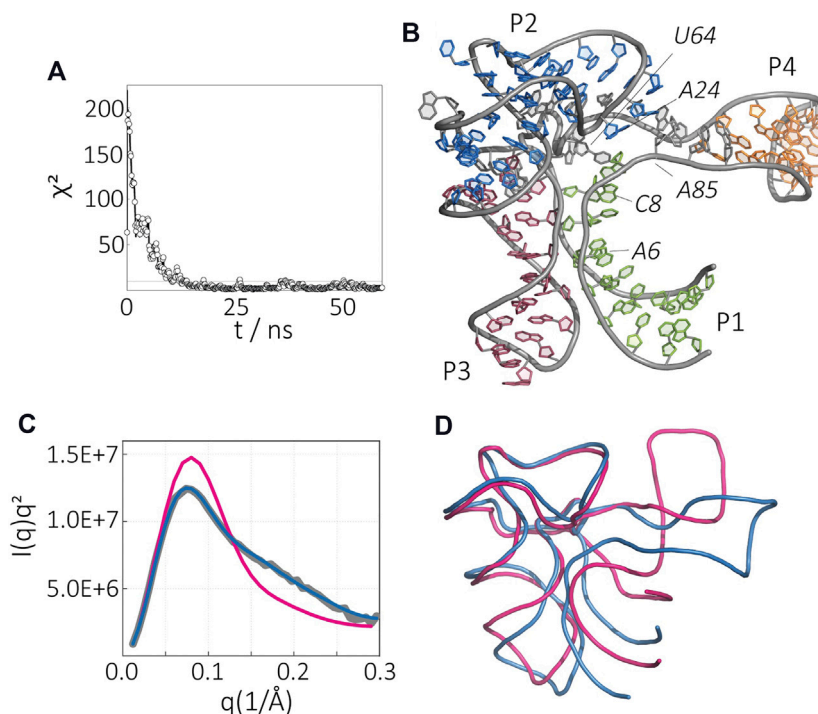 A
χ²
200
150
100
50
0
25
50
t / ns
B
P2
U64
A24
P4
C8
A85
A6
P1
P3
C
I(q)q²
1.5E+7
1.0E+7
5.0E+6
0.0
0.1
0.2
0.3
q(1/Å)
D